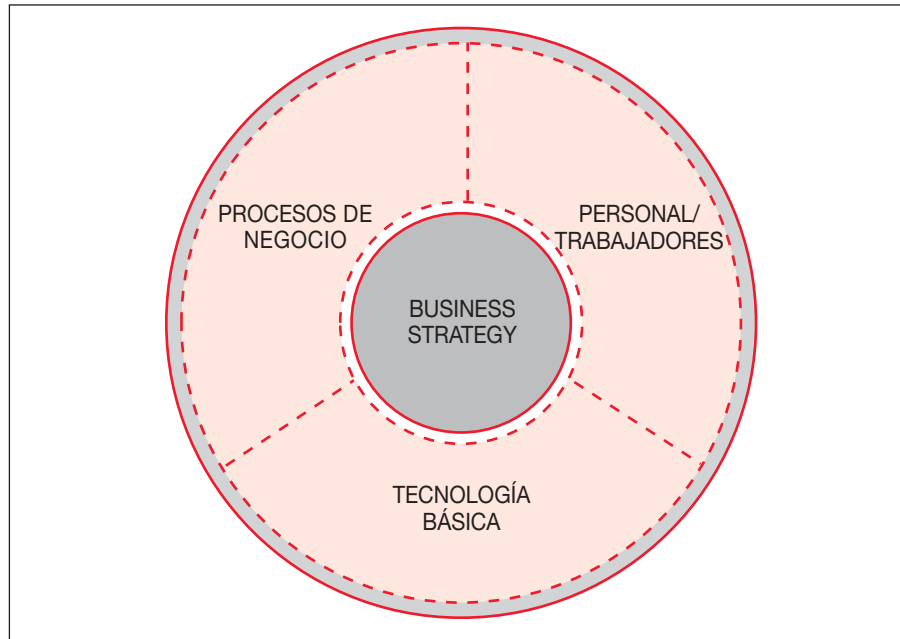 PROCESOS DE
NEGOCIO
PERSONAL/
TRABAJADORES
BUSINESS
STRATEGY
TECNOLOGÍA
BÁSICA